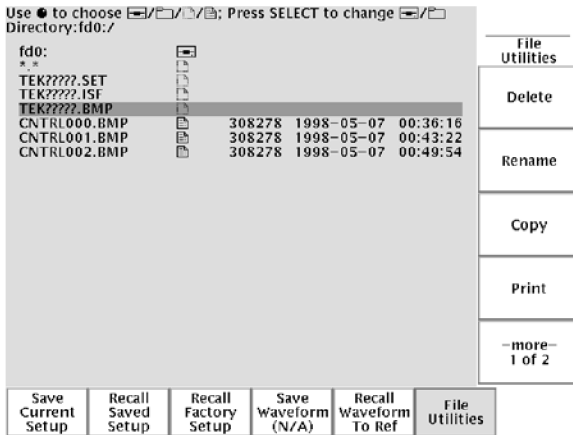 Use to choose / / / ; Press SELECT to change /
Directory:fd0:/
fd0:
*.*
TEK?????.SET
TEK?????.ISF
TEK?????.BMP
CNTRL000.BMP 308278 1998-05-07 00:36:16
CNTRL001.BMP 308278 1998-05-07 00:43:22
CNTRL002.BMP 308278 1998-05-07 00:49:54
File
Utilities
Delete
Rename
Copy
Print
-more-
1 of 2
Save
Current
Setup
Recall
Saved
Setup
Recall
Factory
Setup
Save
Waveform
(N/A)
Recall
Waveform
To Ref
File
Utilities